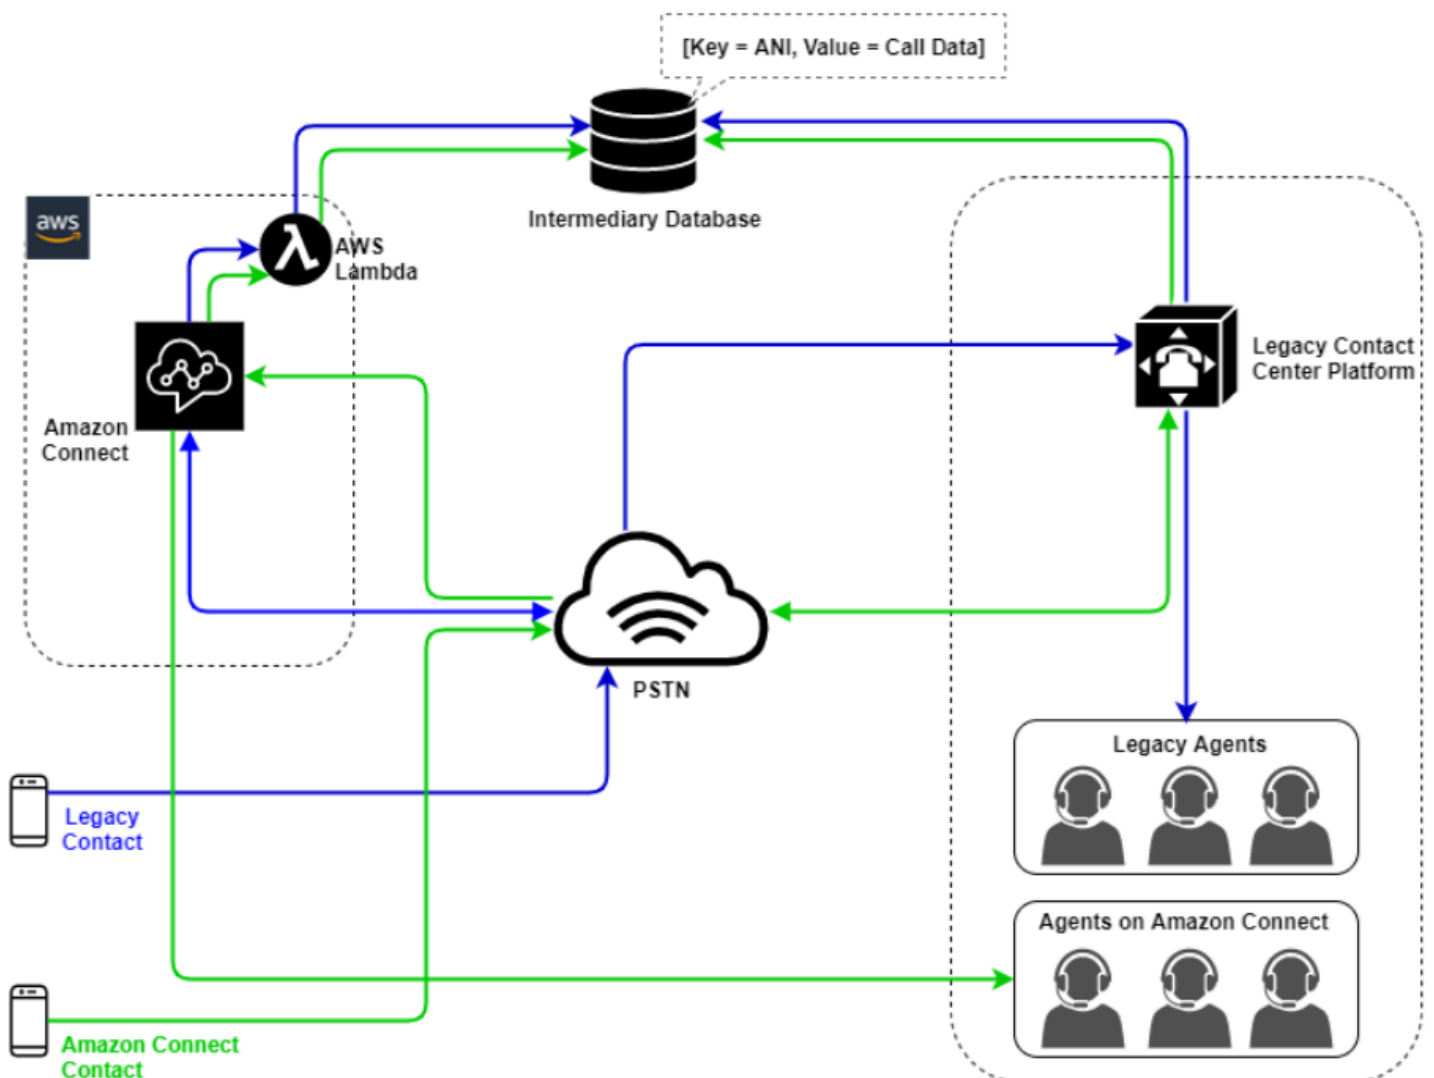 [Key = ANI, Value = Call Data]
Intermediary Database
aws
AWS
Lambda
Legacy Contact
Center Platform
Amazon
Connect
PSTN
Legacy Agents
Legacy
Contact
Agents on Amazon Connect
Amazon Connect
Contact